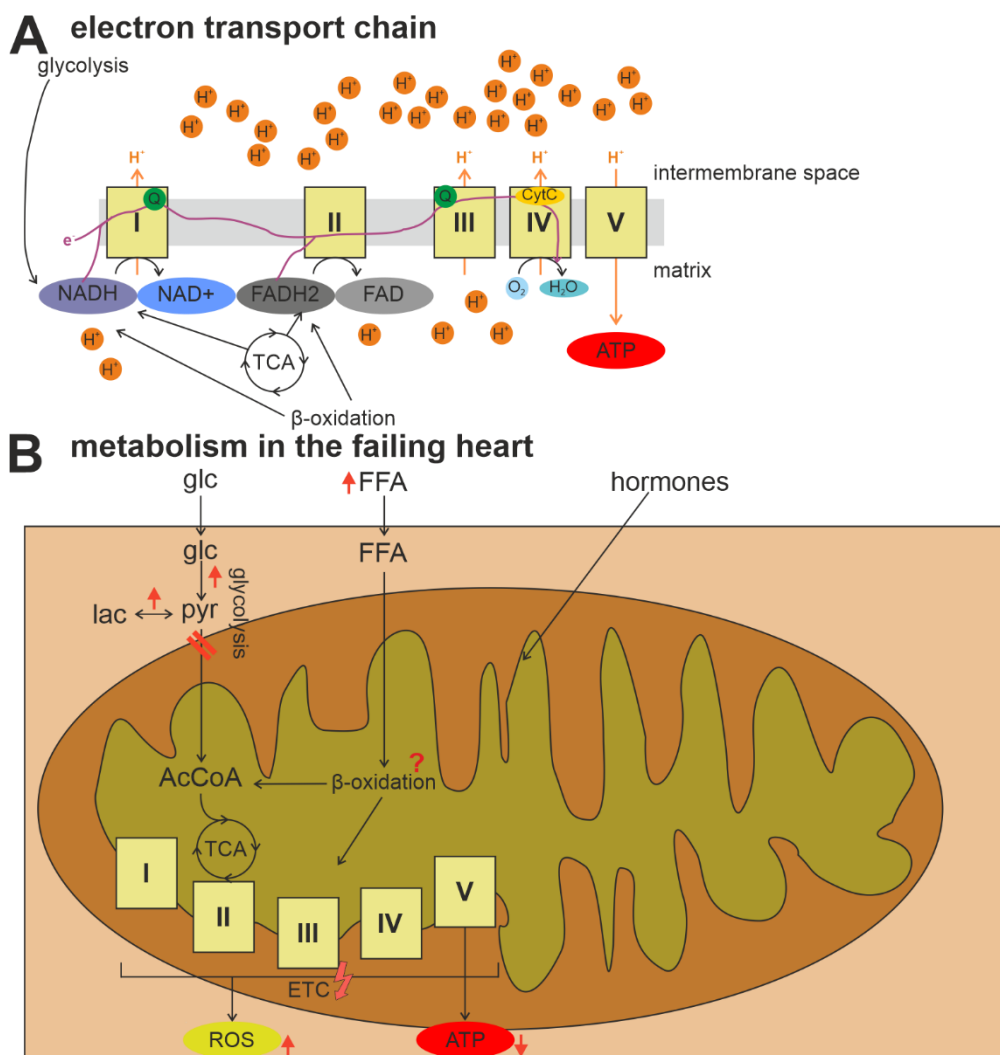 A electron transport chain
glycolysis
H⁺ H⁺ H⁺ H⁺ H⁺ H⁺ H⁺ H⁺ H⁺ H⁺ H⁺ H⁺ H⁺ H⁺ H⁺ H⁺ H⁺ H⁺ H⁺ H⁺ H⁺ H⁺ H⁺
H⁺ H⁺ H⁺ H⁺
intermembrane space
Q Q CytC
I II III IV V
e⁻
matrix
NADH NAD+ FADH2 FAD O₂ H₂O
H⁺ H⁺ H⁺ H⁺ H⁺ H⁺
ATP
TCA
β-oxidation
B metabolism in the failing heart
glc FFA hormones
glc FFA
glycolysis
lac pyr
AcCoA β-oxidation ?
TCA
I II III IV V
ETC
ROS ATP